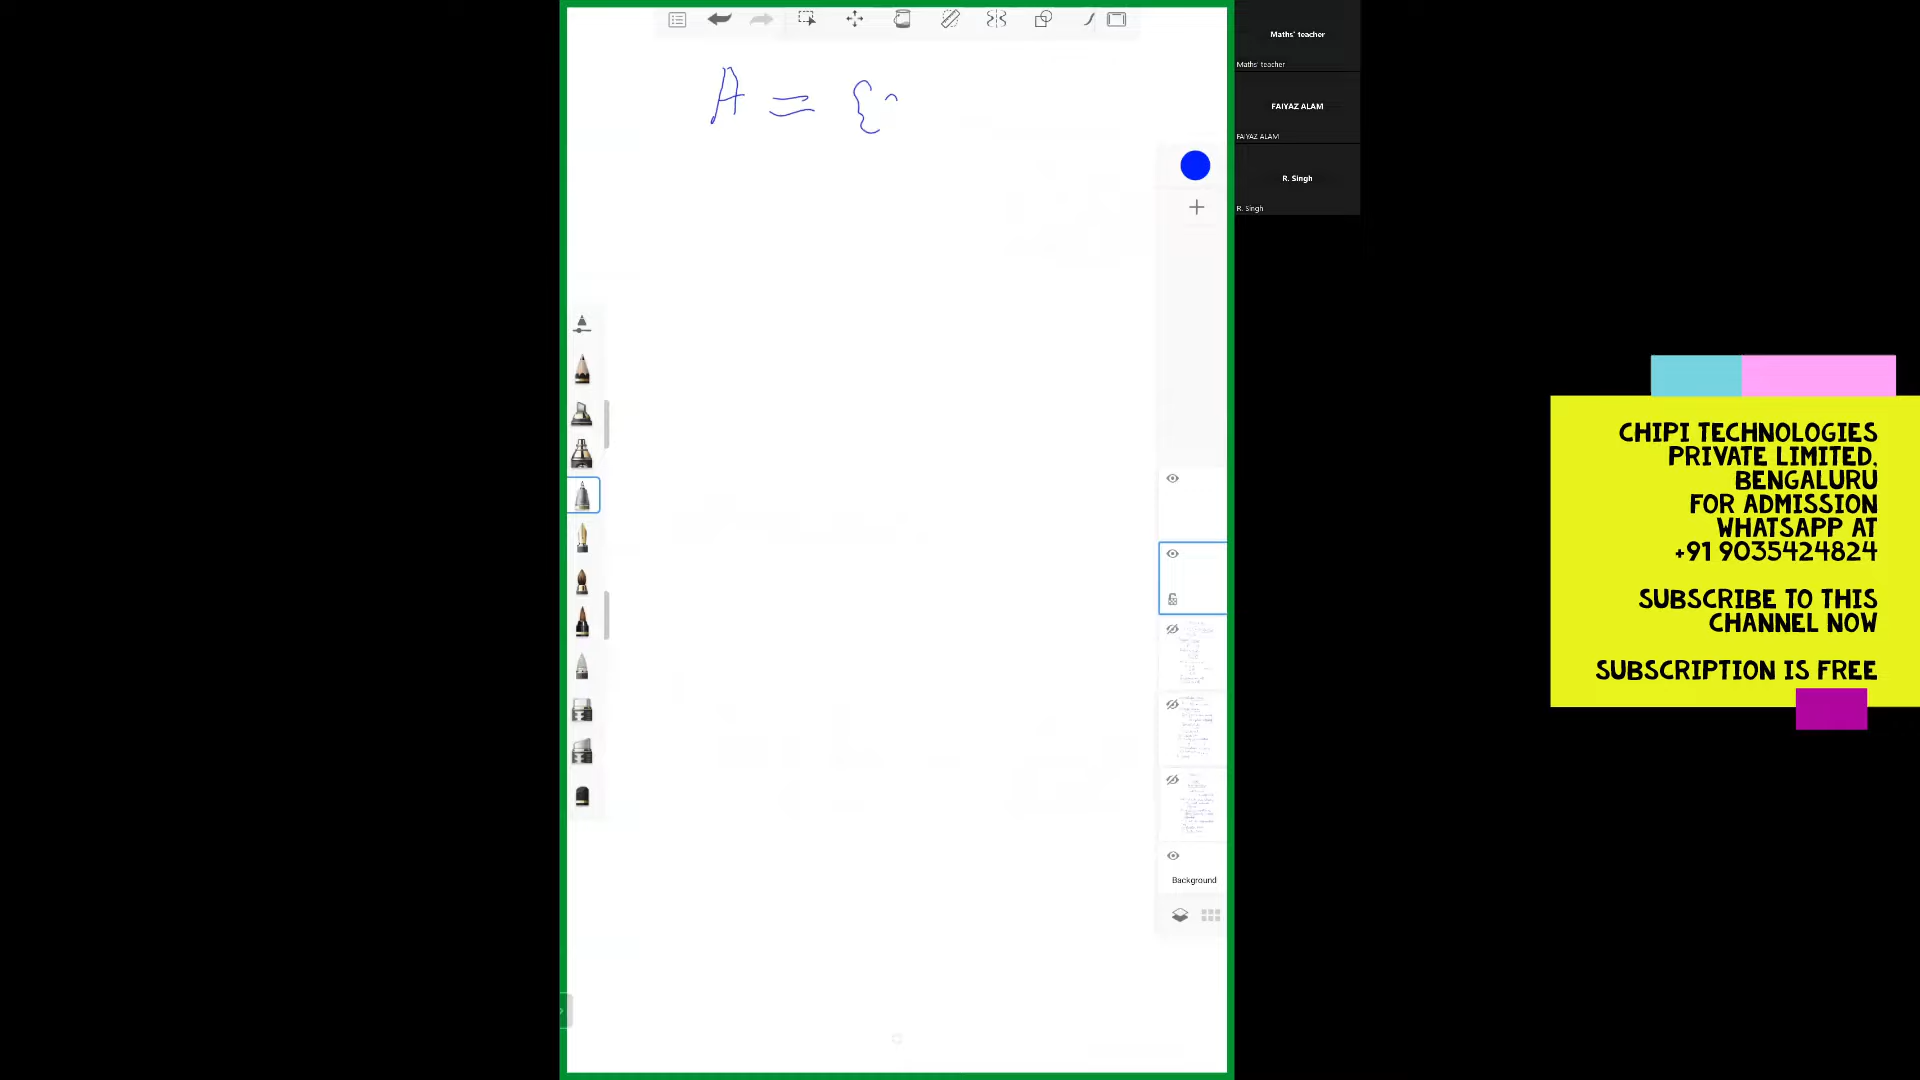 A = {
Maths' teacher
Maths' teacher
FAIYAZ ALAM
FAIYAZ ALAM
R. Singh
R. Singh
CHIPI TECHNOLOGIES
PRIVATE LIMITED,
BENGALURU
FOR ADMISSION
WHATSAPP AT
+91 9035424824
SUBSCRIBE TO THIS
CHANNEL NOW
SUBSCRIPTION IS FREE
Background